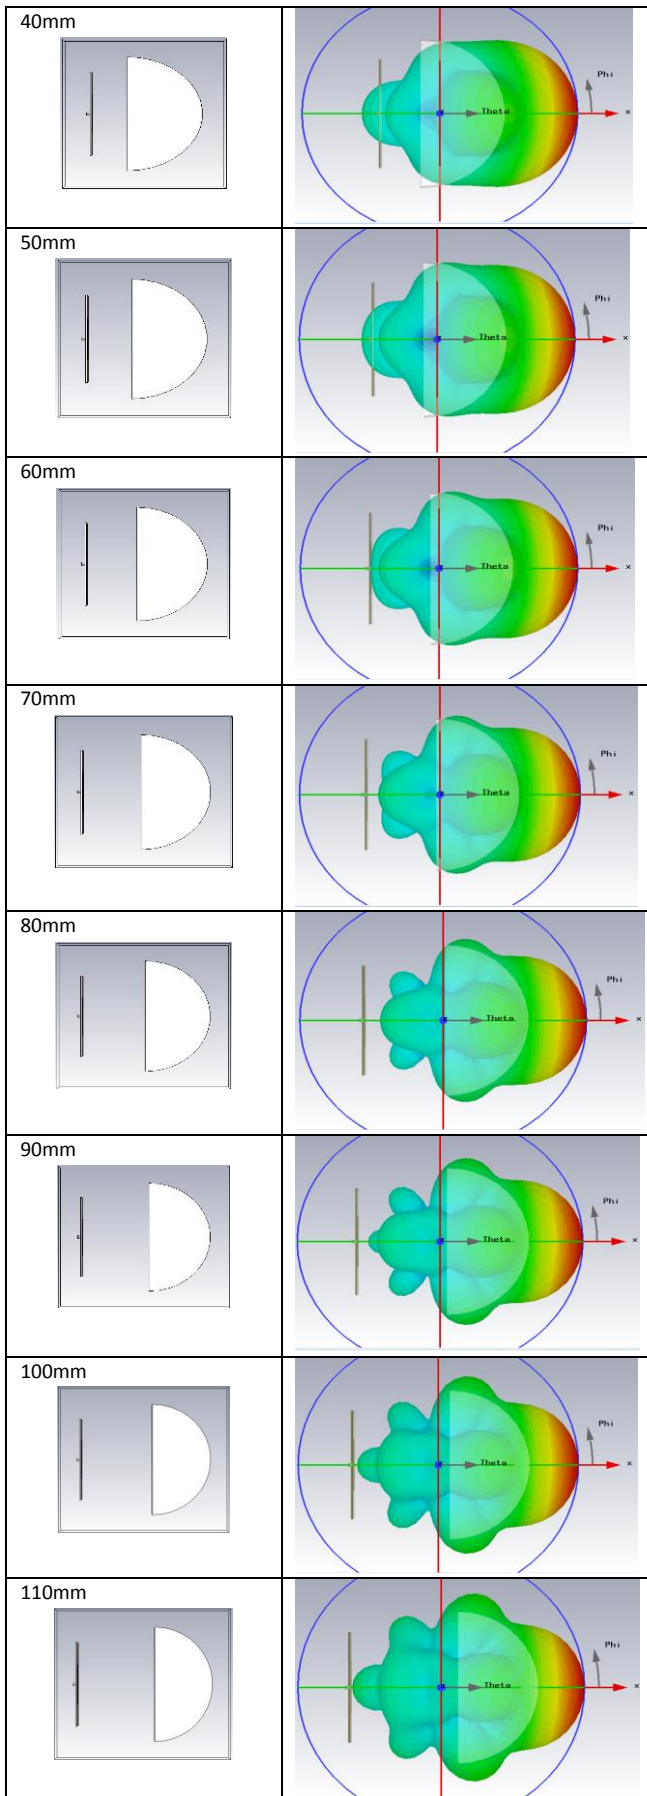 40mm
Phi
Theta
x
50mm
Phi
Theta
x
60mm
Phi
Theta
x
70mm
Phi
Theta
x
80mm
Phi
Theta
x
90mm
Phi
Theta
x
100mm
Phi
Theta
x
110mm
Phi
Theta
x